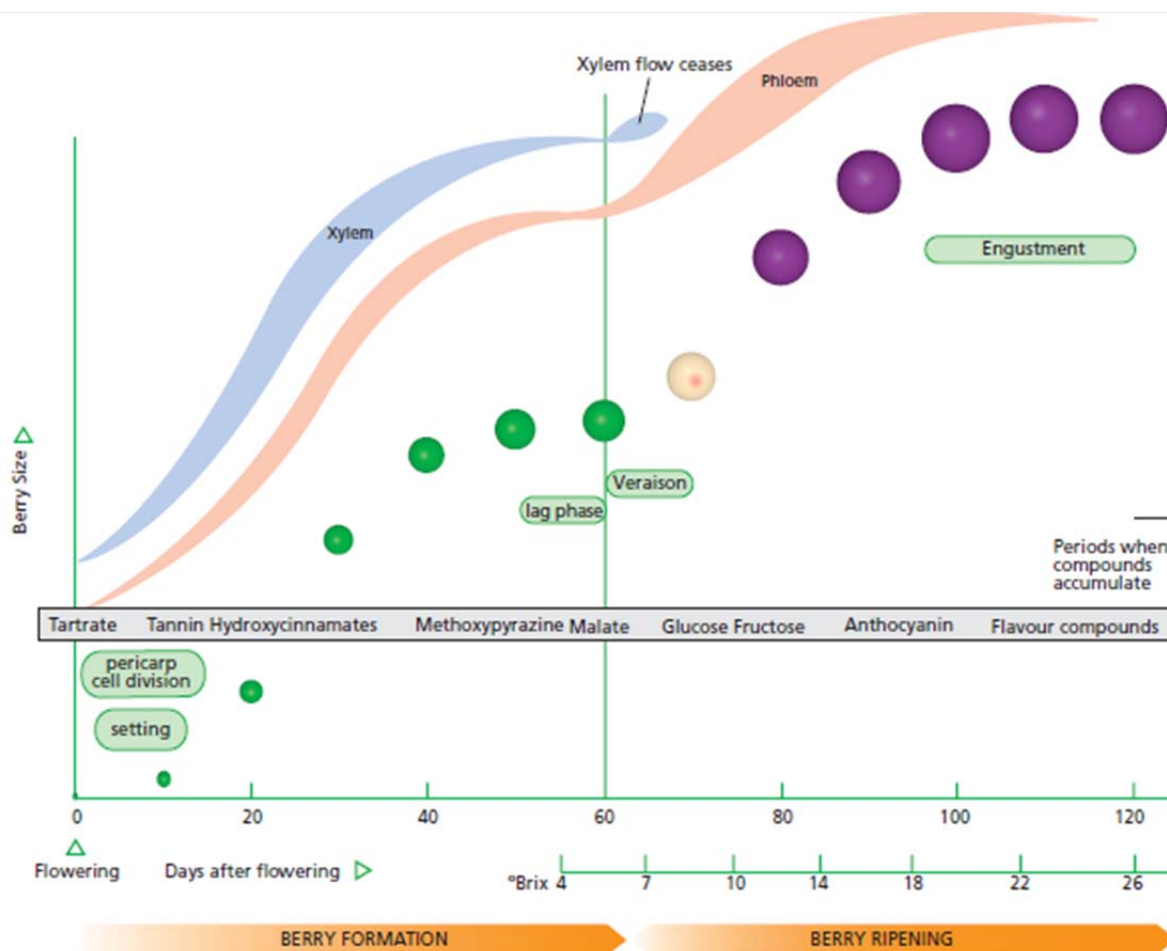 Xylem flow ceases
Phloem
Xylem
Engustment
Berry Size
Veraison
lag phase
Periods when
compounds
accumulate
Tartrate Tannin Hydroxycinnamates Methoxypyrazine Malate Glucose Fructose Anthocyanin Flavour compounds
pericarp
cell division
setting
0 20 40 60 80 100 120
Flowering Days after flowering
°Brix 4 7 10 14 18 22 26
BERRY FORMATION BERRY RIPENING